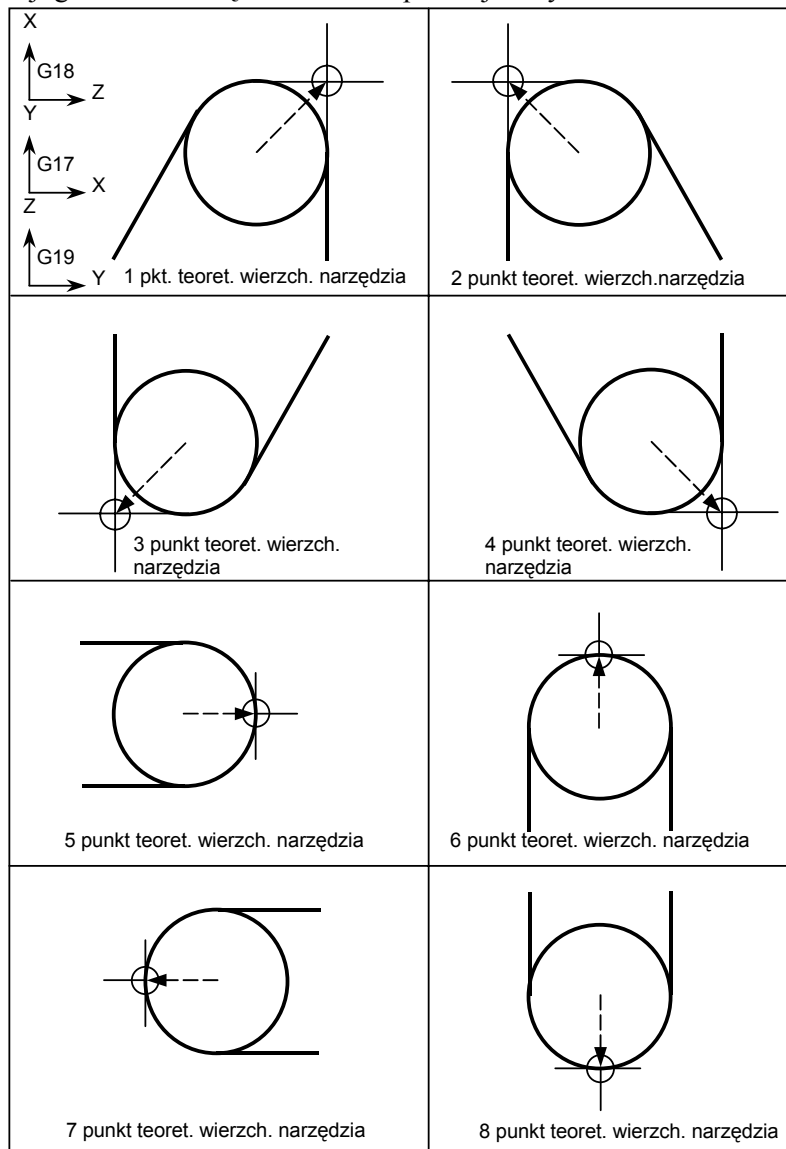 X
G18
Z
Y
G17
X
Z
G19
Y
1 pkt. teoret. wierzch. narzędzia
2 punkt teoret. wierzch.narzędzia
3 punkt teoret. wierzch.
narzędzia
4 punkt teoret. wierzch.
narzędzia
5 punkt teoret. wierzch. narzędzia
6 punkt teoret. wierzch. narzędzia
7 punkt teoret. wierzch. narzędzia
8 punkt teoret. wierzch. narzędzia